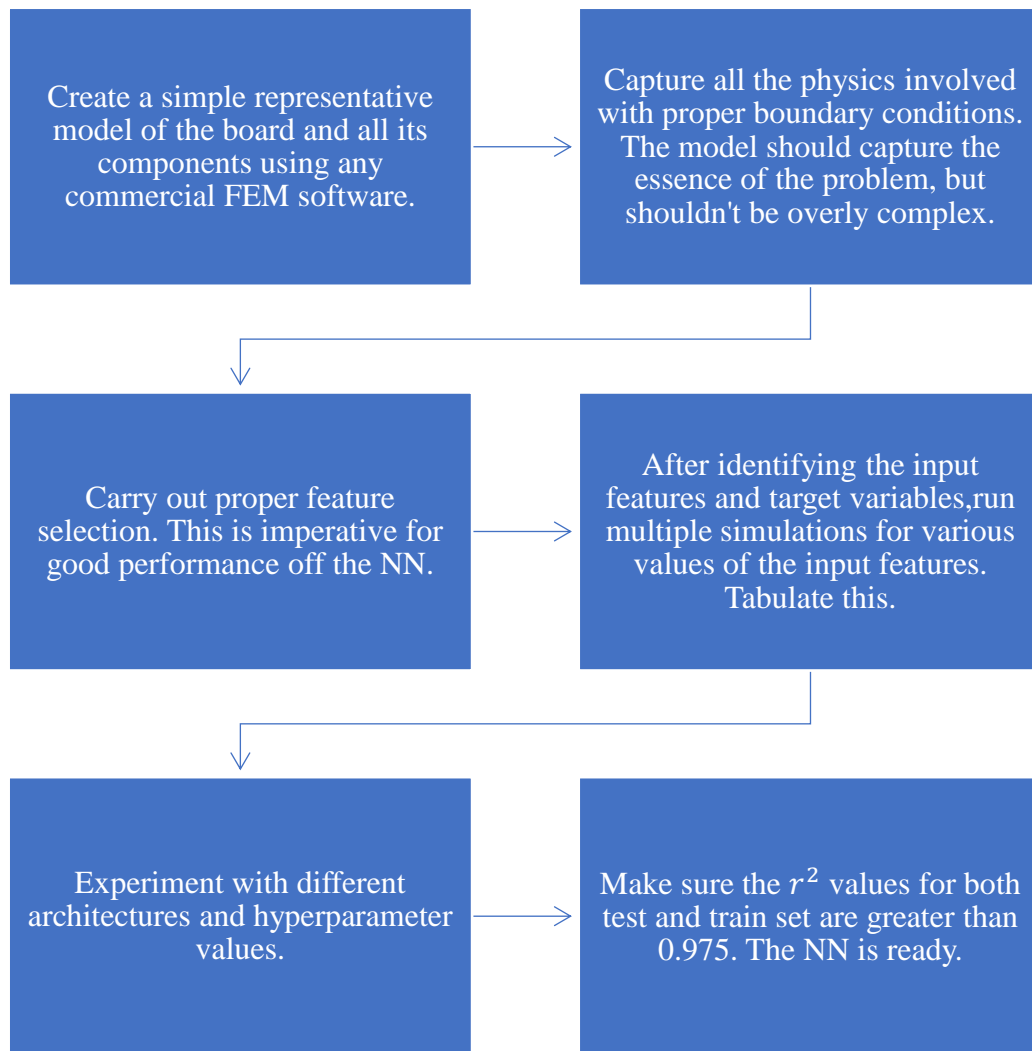 Create a simple representative
model of the board and all its
components using any
commercial FEM software.
Capture all the physics involved
with proper boundary conditions.
The model should capture the
essence of the problem, but
shouldn't be overly complex.
Carry out proper feature
selection. This is imperative for
good performance off the NN.
After identifying the input
features and target variables,run
multiple simulations for various
values of the input features.
Tabulate this.
Experiment with different
architectures and hyperparameter
values.
Make sure the r² values for both
test and train set are greater than
0.975. The NN is ready.